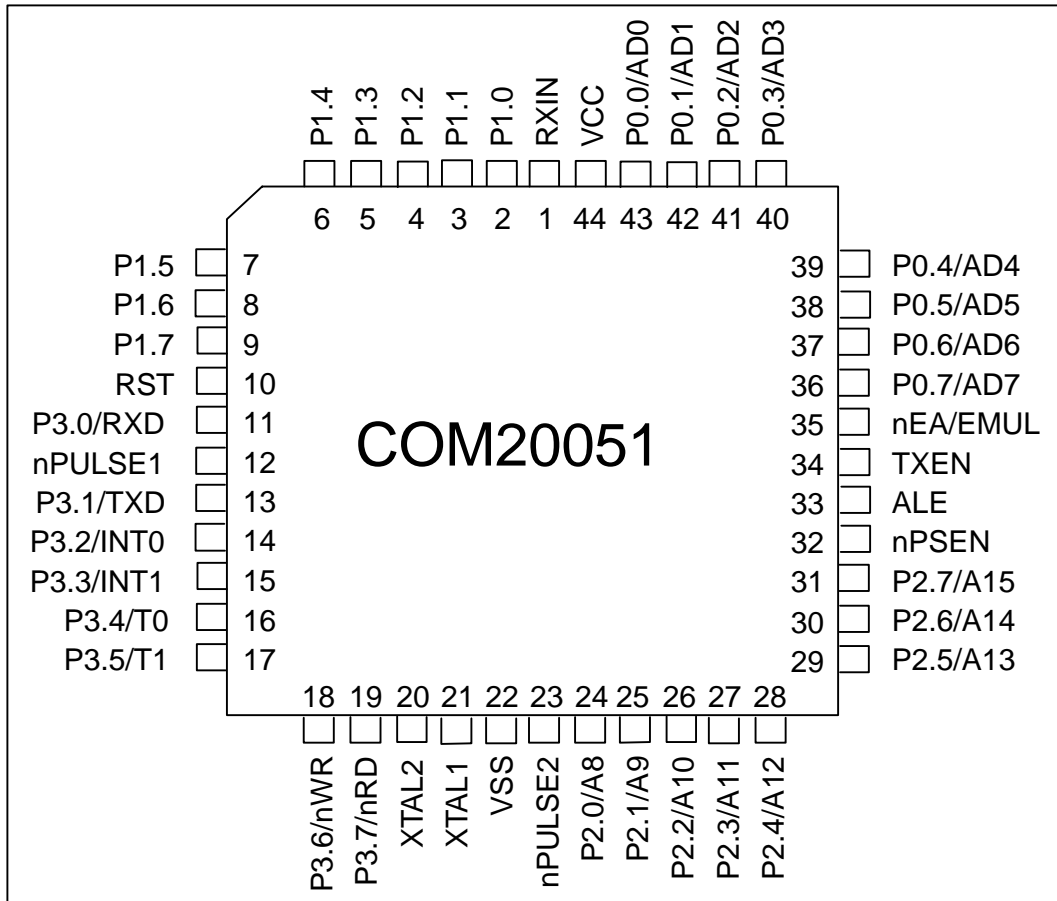 P1.4
P1.3
P1.2
P1.1
P1.0
RXIN
VCC
P0.0/AD0
P0.1/AD1
P0.2/AD2
P0.3/AD3
6 5 4 3 2 1 44 43 42 41 40
P1.5 7
P1.6 8
P1.7 9
RST 10
P3.0/RXD 11
nPULSE1 12
P3.1/TXD 13
P3.2/INT0 14
P3.3/INT1 15
P3.4/T0 16
P3.5/T1 17
COM20051
39 P0.4/AD4
38 P0.5/AD5
37 P0.6/AD6
36 P0.7/AD7
35 nEA/EMUL
34 TXEN
33 ALE
32 nPSEN
31 P2.7/A15
30 P2.6/A14
29 P2.5/A13
18 19 20 21 22 23 24 25 26 27 28
P3.6/nWR
P3.7/nRD
XTAL2
XTAL1
VSS
nPULSE2
P2.0/A8
P2.1/A9
P2.2/A10
P2.3/A11
P2.4/A12